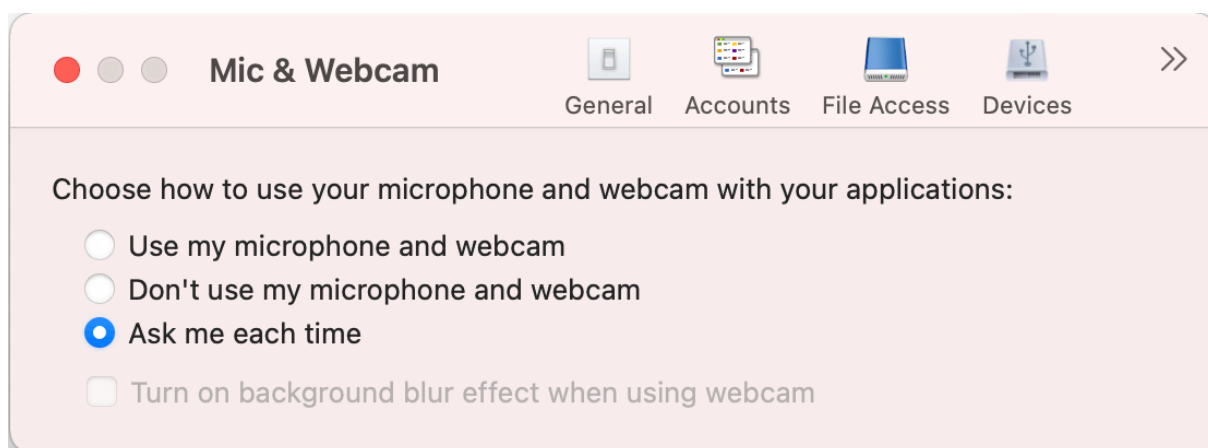 Mic & Webcam
General Accounts File Access Devices
Choose how to use your microphone and webcam with your applications:
Use my microphone and webcam
Don't use my microphone and webcam
Ask me each time
Turn on background blur effect when using webcam